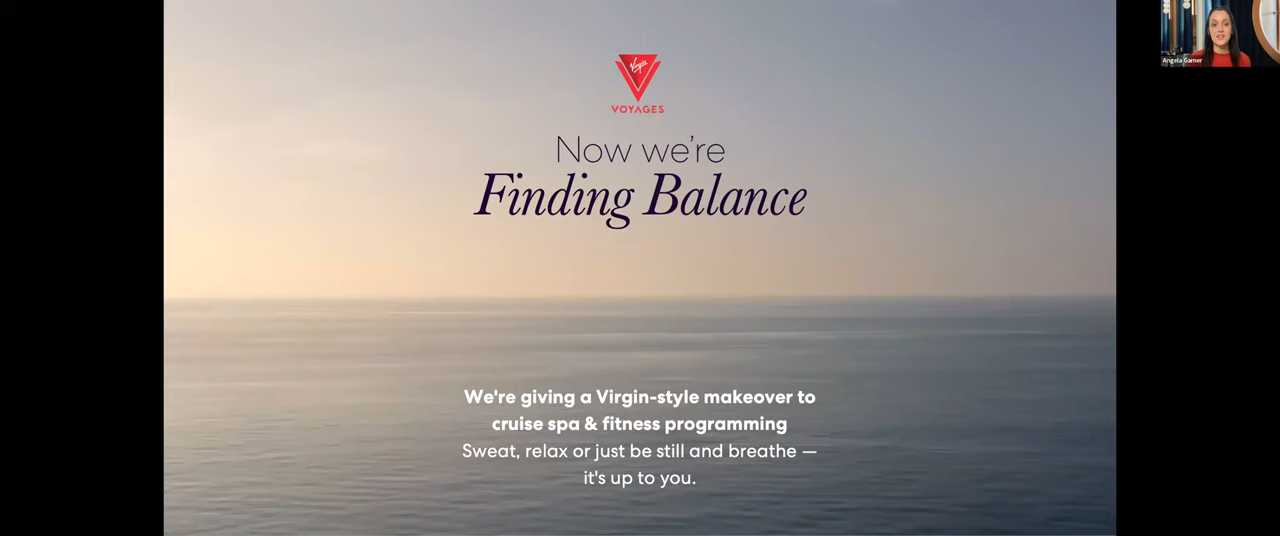 Virgin
VOYAGES
Now we're
Finding Balance
We're giving a Virgin-style makeover to
cruise spa & fitness programming
Sweat, relax or just be still and breathe —
it's up to you.
Angela Garner